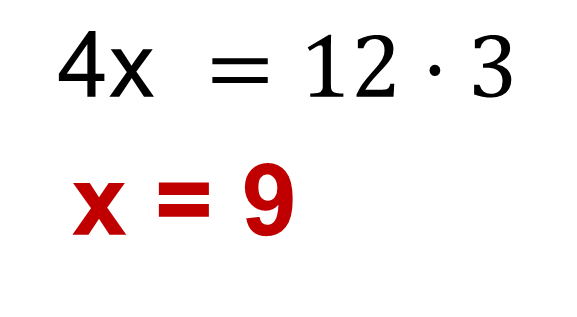 4x = 12 · 3
x = 9